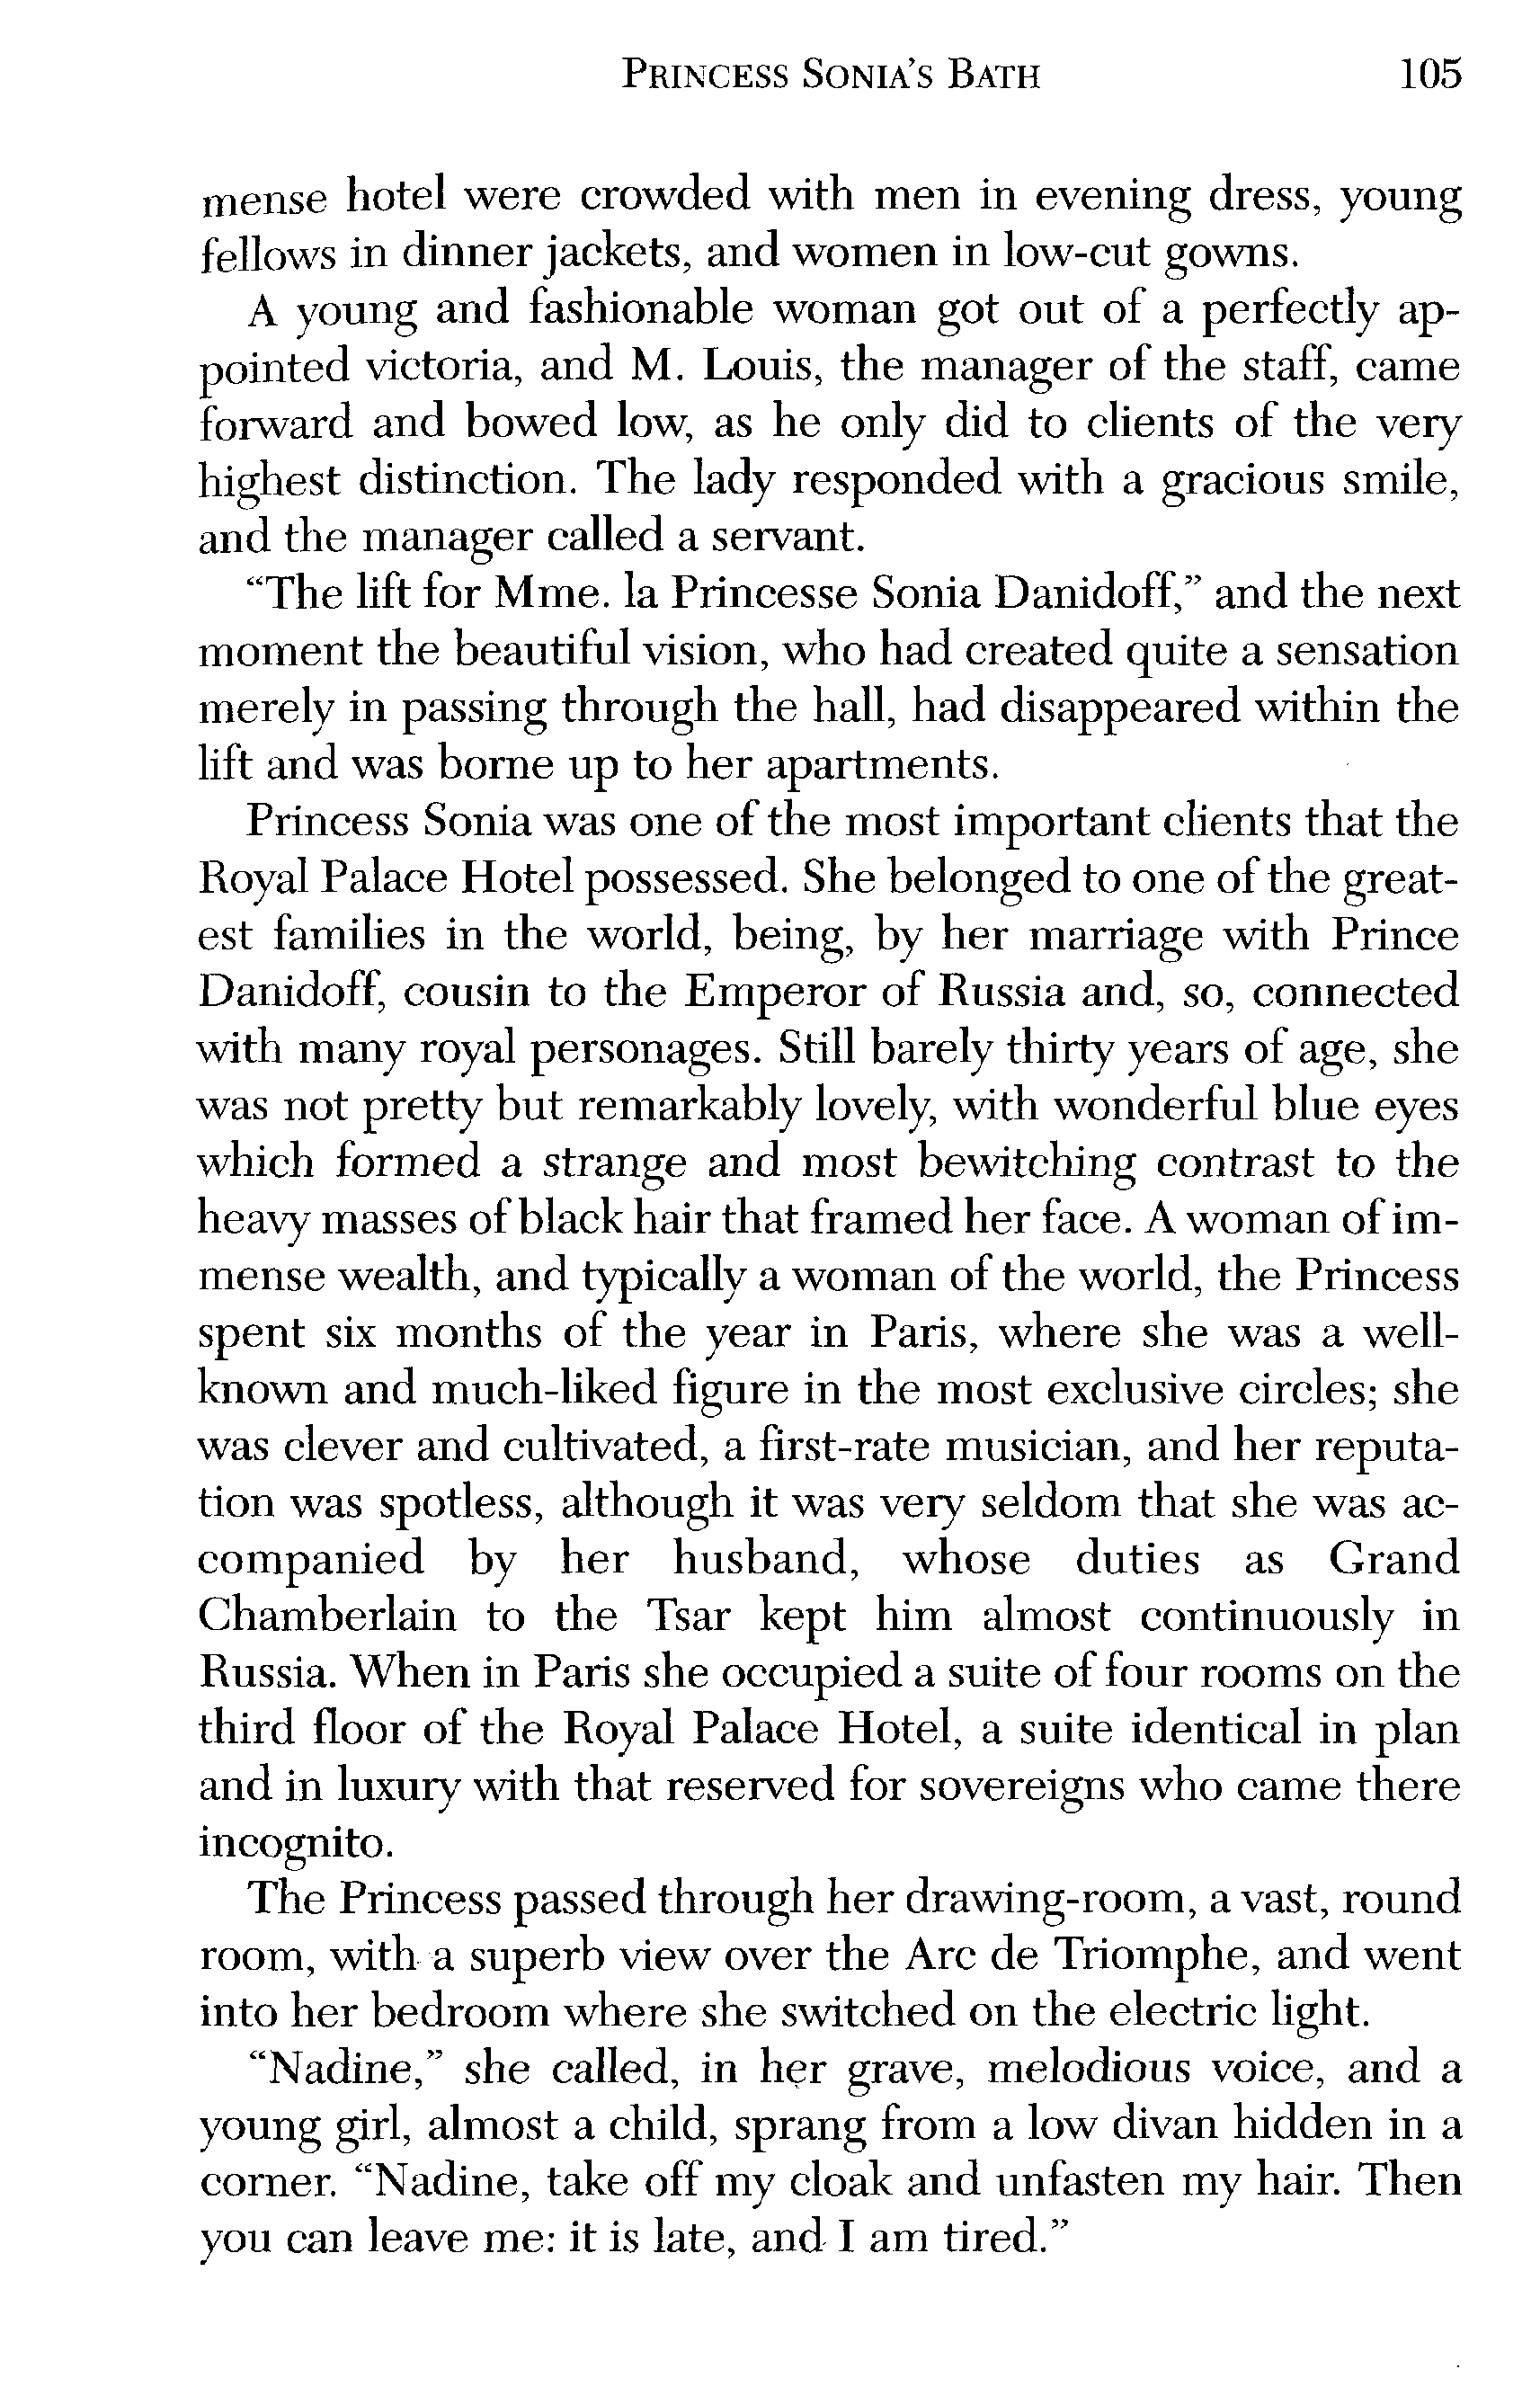 PRINCESS SONIA'S BATH 105
mense hotel were crowded with men in evening dress, young
fellows in dinner jackets, and women in low-cut gowns.
A young and fashionable woman got out of a perfectly ap-
pointed victoria, and M. Louis, the manager of the staff, came
forward and bowed low, as he only did to clients of the very
highest distinction. The lady responded with a gracious smile,
and the manager called a servant.
“The lift for Mme. la Princesse Sonia Danidoff,” and the next
moment the beautiful vision, who had created quite a sensation
merely in passing through the hall, had disappeared within the
lift and was borne up to her apartments.
Princess Sonia was one of the most important clients that the
Royal Palace Hotel possessed. She belonged to one of the great-
est families in the world, being, by her marriage with Prince
Danidoff, cousin to the Emperor of Russia and, so, connected
with many royal personages. Still barely thirty years of age, she
was not pretty but remarkably lovely, with wonderful blue eyes
which formed a strange and most bewitching contrast to the
heavy masses of black hair that framed her face. A woman of im-
mense wealth, and typically a woman of the world, the Princess
spent six months of the year in Paris, where she was a well-
known and much-liked figure in the most exclusive circles; she
was clever and cultivated, a first-rate musician, and her reputa-
tion was spotless, although it was very seldom that she was ac-
companied by her husband, whose duties as Grand
Chamberlain to the Tsar kept him almost continuously in
Russia. When in Paris she occupied a suite of four rooms on the
third floor of the Royal Palace Hotel, a suite identical in plan
and in luxury with that reserved for sovereigns who came there
incognito.
The Princess passed through her drawing-room, a vast, round
room, with a superb view over the Arc de Triomphe, and went
into her bedroom where she switched on the electric light.
“Nadine,” she called, in her grave, melodious voice, and a
young girl, almost a child, sprang from a low divan hidden in a
corner. “Nadine, take off my cloak and unfasten my hair. Then
you can leave me: it is late, and I am tired.”